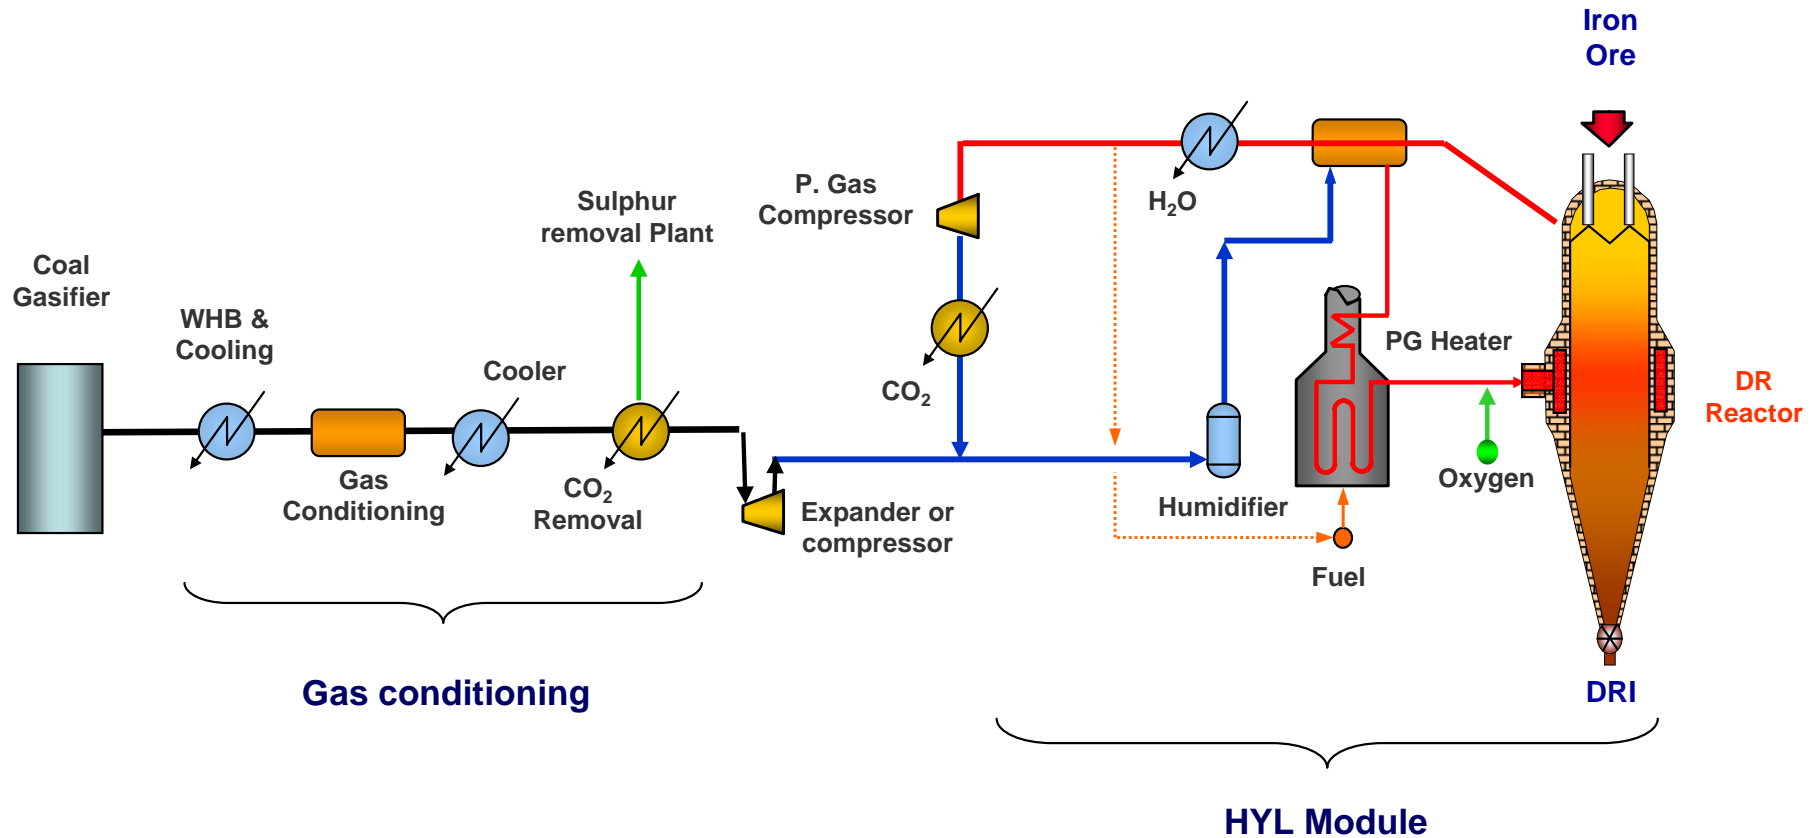 Iron
Ore
P. Gas
Compressor
H₂O
Sulphur
removal Plant
Coal
Gasifier
WHB &
Cooling
Cooler
CO₂
PG Heater
DR
Reactor
Gas
Conditioning
CO₂
Removal
Expander or
compressor
Humidifier
Oxygen
Fuel
Gas conditioning
DRI
HYL Module